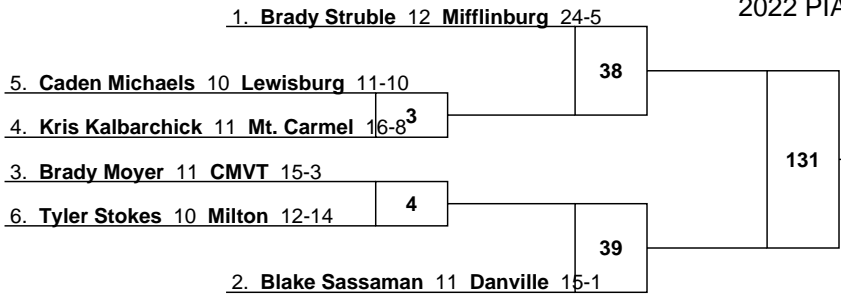 2022 PIA
1. Brady Struble 12 Mifflinburg 24-5
38
5. Caden Michaels 10 Lewisburg 11-10
3
4. Kris Kalbarchick 11 Mt. Carmel 16-8
131
3. Brady Moyer 11 CMVT 15-3
4
6. Tyler Stokes 10 Milton 12-14
39
2. Blake Sassaman 11 Danville 15-1